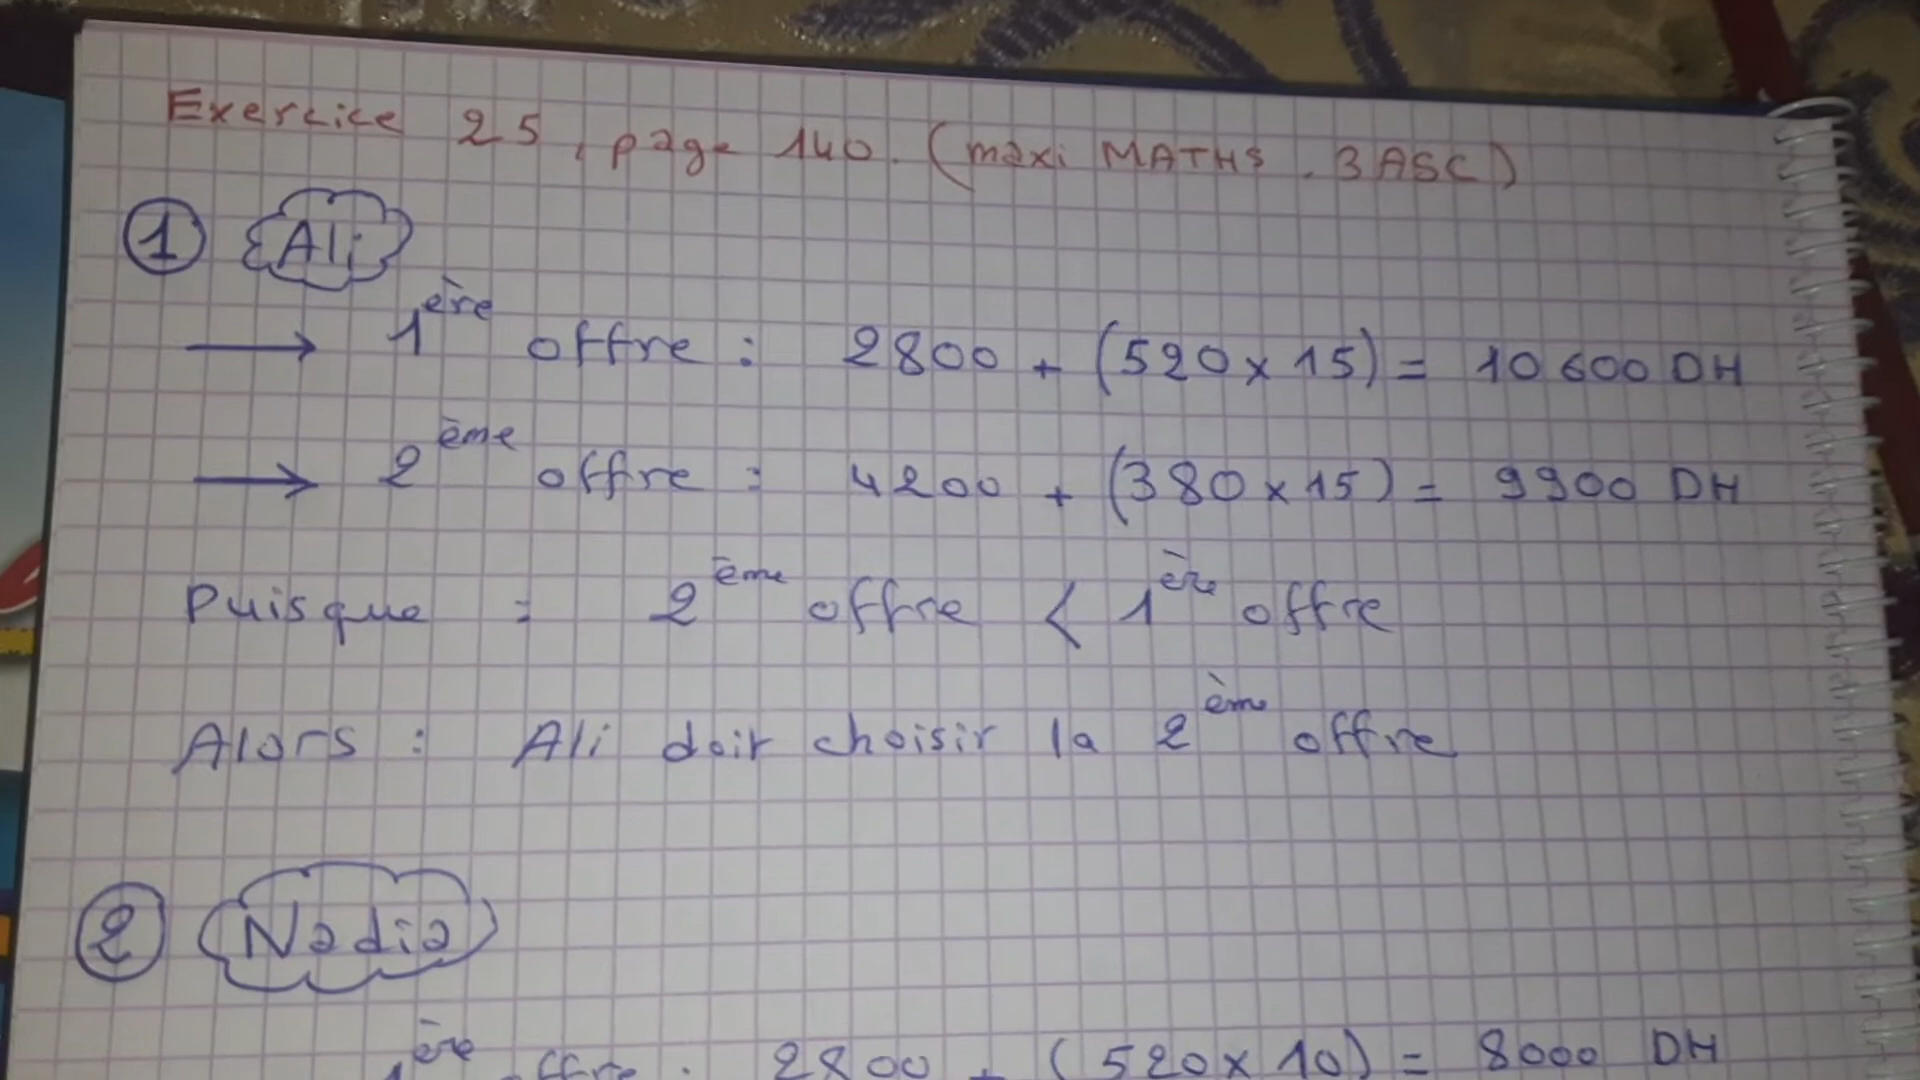 Exercice 25, page 140. (maxi MATHS. 3ASC)
1 Ali
→ 1ère offre : 2800 + (520 x 15) = 10 600 DH
→ 2ème offre : 4200 + (380 x 15) = 9900 DH
Puisque : 2ème offre < 1ère offre
Alors : Ali doit choisir la 2ème offre
2 Nadia
1ère offre : 2800 + (520 x 10) = 8000 DH